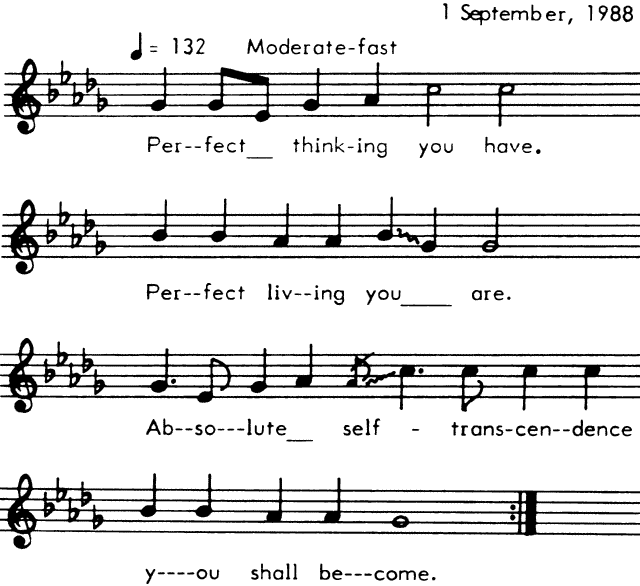 1 September, 1988
♩ = 132 Moderate-fast
Per--fect__ think-ing you have.
Per--fect liv--ing you____ are.
Ab--so---lute__ self - trans-cen--dence
y----ou shall be---come.